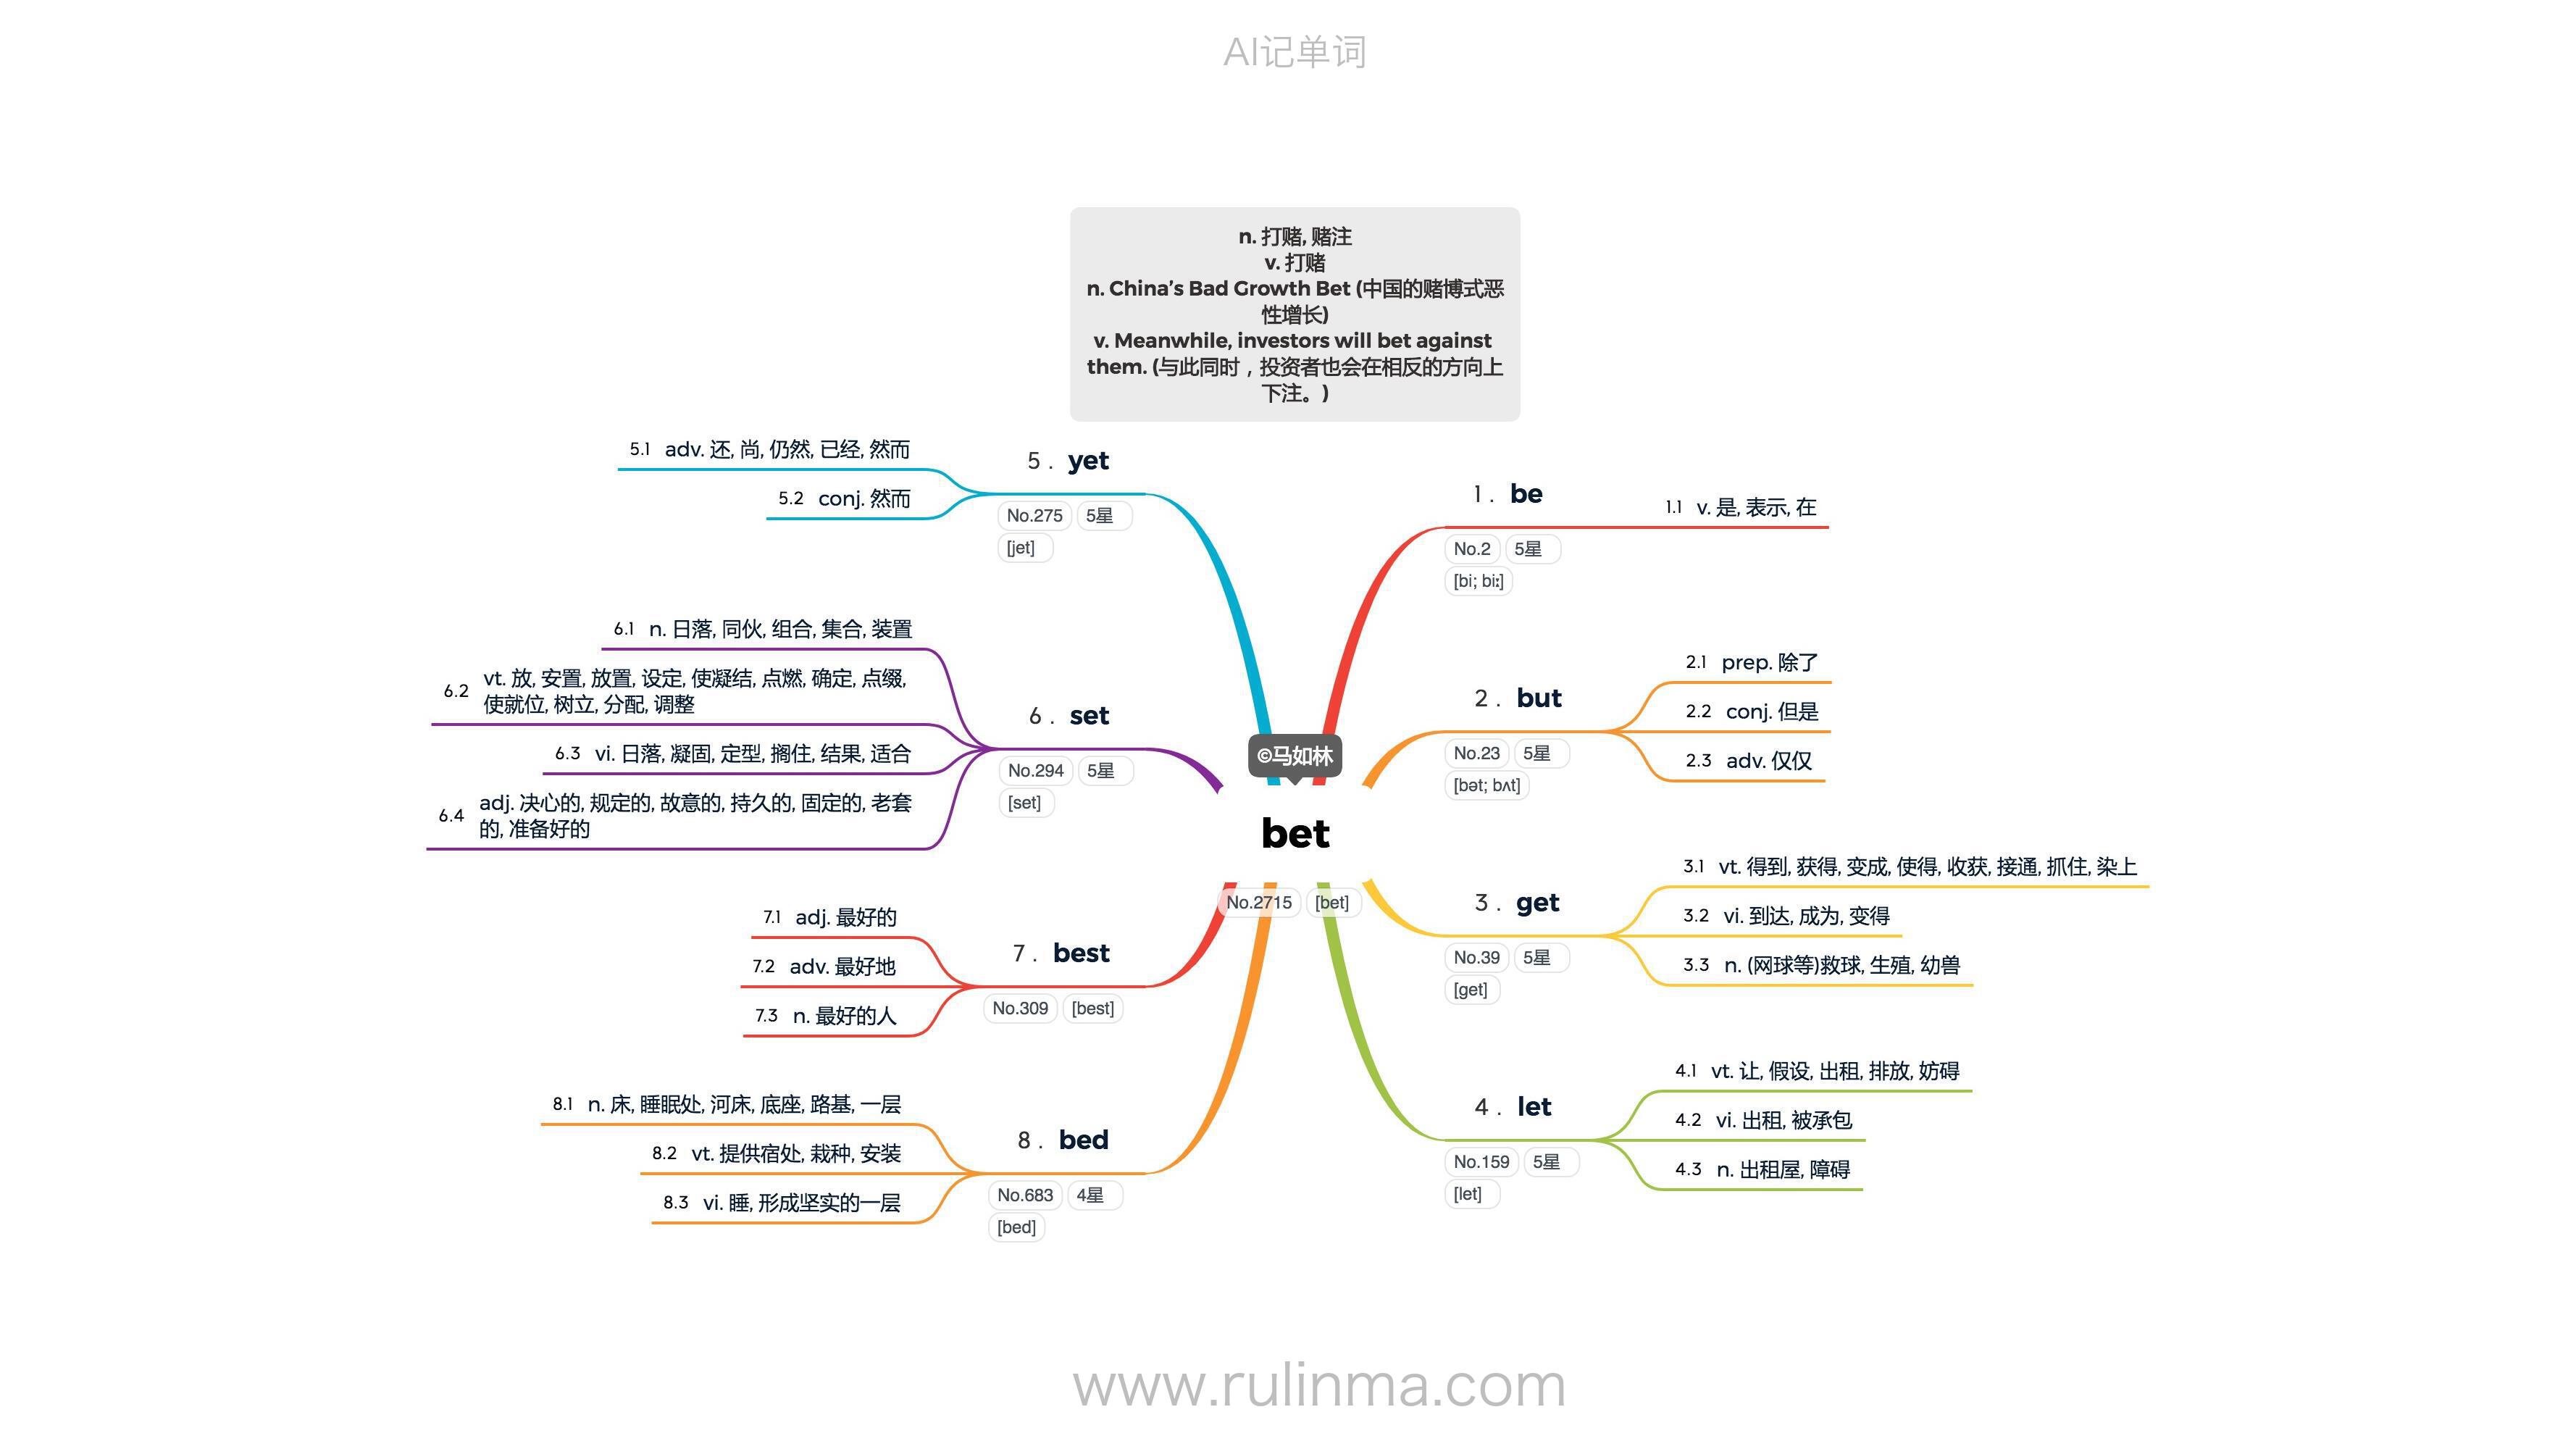 AI记单词
n. 打赌, 赌注
v. 打赌
n. China’s Bad Growth Bet (中国的赌博式恶
性增长)
v. Meanwhile, investors will bet against
them. (与此同时，投资者也会在相反的方向上
下注。)
©马如林
bet
No.2715 [bet]
1. be
No.2 5星
[bi; biː]
1.1 v. 是, 表示, 在
2. but
No.23 5星
[bət; bʌt]
2.1 prep. 除了
2.2 conj. 但是
2.3 adv. 仅仅
3. get
No.39 5星
[get]
3.1 vt. 得到, 获得, 变成, 使得, 收获, 接通, 抓住, 染上
3.2 vi. 到达, 成为, 变得
3.3 n. (网球等)救球, 生殖, 幼兽
4. let
No.159 5星
[let]
4.1 vt. 让, 假设, 出租, 排放, 妨碍
4.2 vi. 出租, 被承包
4.3 n. 出租屋, 障碍
5. yet
No.275 5星
[jet]
5.1 adv. 还, 尚, 仍然, 已经, 然而
5.2 conj. 然而
6. set
No.294 5星
[set]
6.1 n. 日落, 同伙, 组合, 集合, 装置
6.2 vt. 放, 安置, 放置, 设定, 使凝结, 点燃, 确定, 点缀,
使就位, 树立, 分配, 调整
6.3 vi. 日落, 凝固, 定型, 搁住, 结果, 适合
6.4 adj. 决心的, 规定的, 故意的, 持久的, 固定的, 老套
的, 准备好的
7. best
No.309 [best]
7.1 adj. 最好的
7.2 adv. 最好地
7.3 n. 最好的人
8. bed
No.683 4星
[bed]
8.1 n. 床, 睡眠处, 河床, 底座, 路基, 一层
8.2 vt. 提供宿处, 栽种, 安装
8.3 vi. 睡, 形成坚实的一层
www.rulinma.com